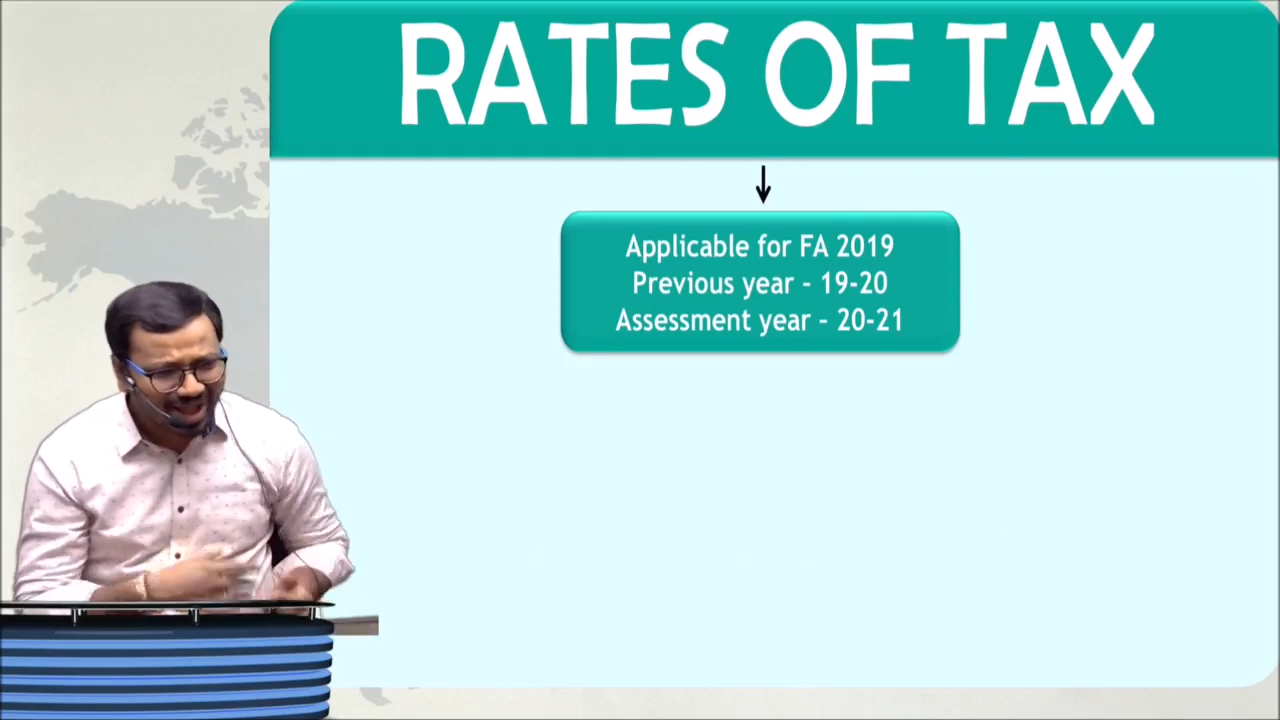 RATES OF TAX
Applicable for FA 2019
Previous year - 19-20
Assessment year - 20-21